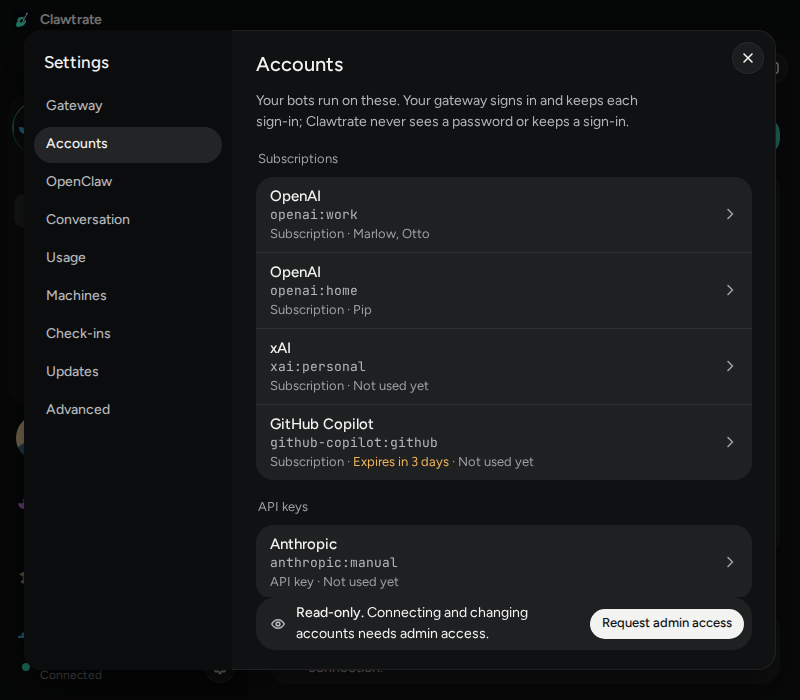 Clawtrate
Settings
Gateway
Accounts
OpenClaw
Conversation
Usage
Machines
Check-ins
Updates
Advanced
Connected
Accounts
Your bots run on these. Your gateway signs in and keeps each
sign-in; Clawtrate never sees a password or keeps a sign-in.
Subscriptions
OpenAI
openai:work
Subscription · Marlow, Otto
OpenAI
openai:home
Subscription · Pip
xAI
xai:personal
Subscription · Not used yet
GitHub Copilot
github-copilot:github
Subscription · Expires in 3 days · Not used yet
API keys
Anthropic
anthropic:manual
API key · Not used yet
Read-only. Connecting and changing
accounts needs admin access.
Request admin access